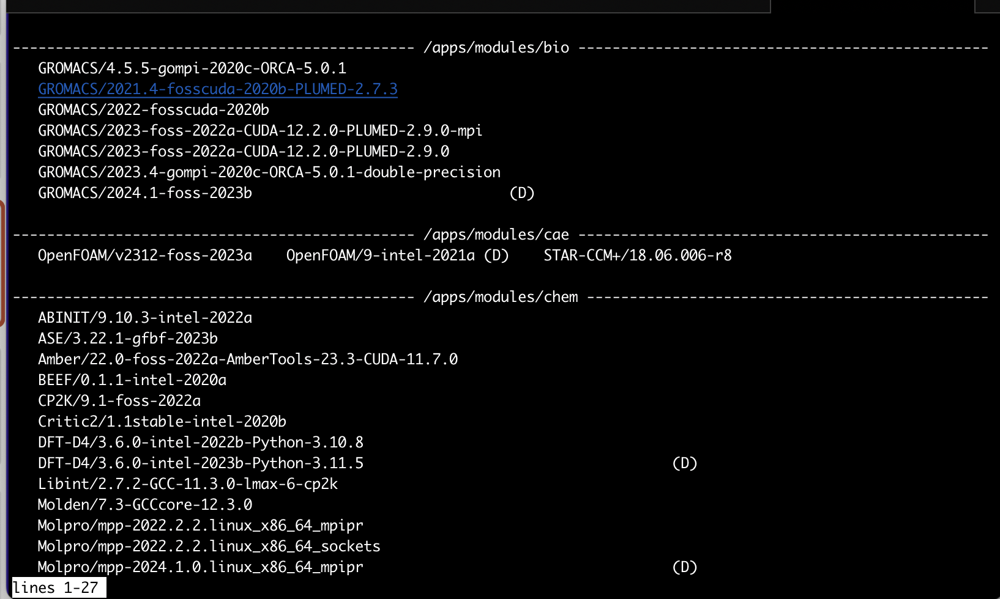 ----------------------------------------------- /apps/modules/bio ------------------------------------------------
GROMACS/4.5.5-gompi-2020c-ORCA-5.0.1
GROMACS/2021.4-fosscuda-2020b-PLUMED-2.7.3
GROMACS/2022-fosscuda-2020b
GROMACS/2023-foss-2022a-CUDA-12.2.0-PLUMED-2.9.0-mpi
GROMACS/2023-foss-2022a-CUDA-12.2.0-PLUMED-2.9.0
GROMACS/2023.4-gompi-2020c-ORCA-5.0.1-double-precision
GROMACS/2024.1-foss-2023b (D)
----------------------------------------------- /apps/modules/cae ------------------------------------------------
OpenFOAM/v2312-foss-2023a OpenFOAM/9-intel-2021a (D) STAR-CCM+/18.06.006-r8
----------------------------------------------- /apps/modules/chem -----------------------------------------------
ABINIT/9.10.3-intel-2022a
ASE/3.22.1-gfbf-2023b
Amber/22.0-foss-2022a-AmberTools-23.3-CUDA-11.7.0
BEEF/0.1.1-intel-2020a
CP2K/9.1-foss-2022a
Critic2/1.1stable-intel-2020b
DFT-D4/3.6.0-intel-2022b-Python-3.10.8
DFT-D4/3.6.0-intel-2023b-Python-3.11.5 (D)
Libint/2.7.2-GCC-11.3.0-lmax-6-cp2k
Molden/7.3-GCCcore-12.3.0
Molpro/mpp-2022.2.2.linux_x86_64_mpipr
Molpro/mpp-2022.2.2.linux_x86_64_sockets
Molpro/mpp-2024.1.0.linux_x86_64_mpipr (D)
lines 1-27